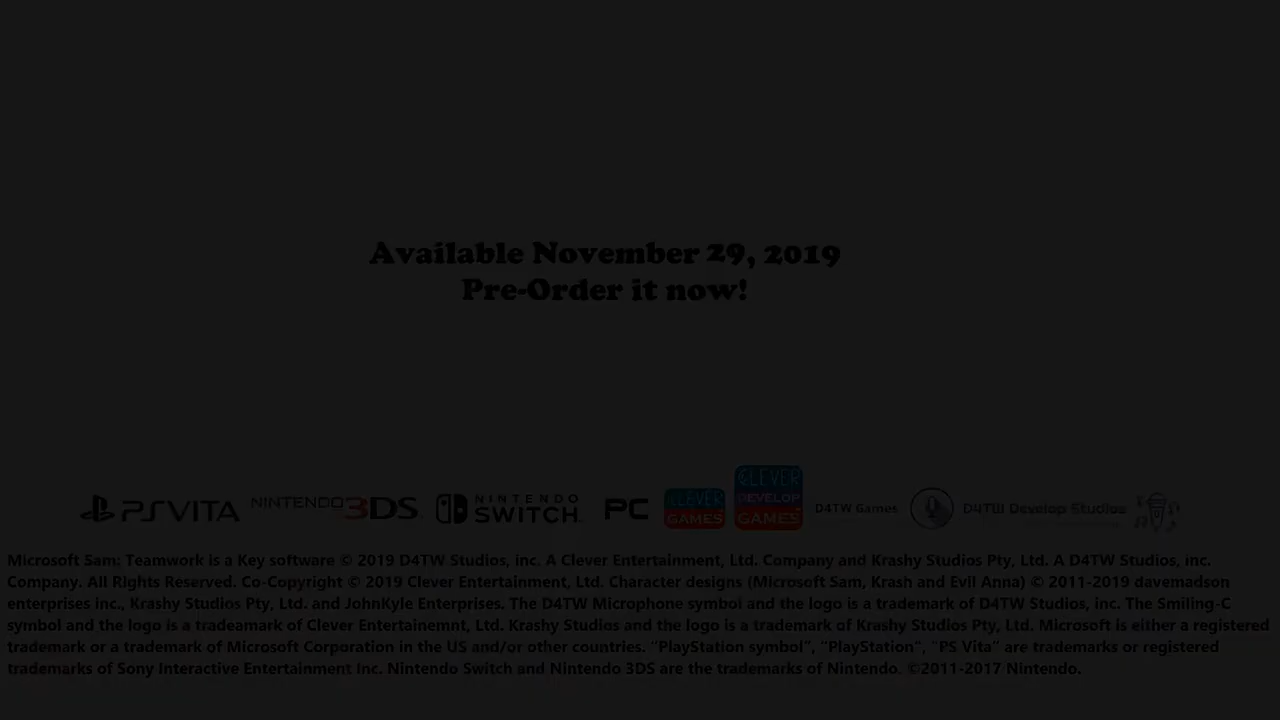 Available November 29, 2019
Pre-Order it now!
PSVITA NINTENDO3DS NINTENDO SWITCH. PC CLEVER GAMES CLEVER DEVELOP GAMES D4TW Games D4TW Develop Studios
Microsoft Sam: Teamwork is a Key software © 2019 D4TW Studios, inc. A Clever Entertainment, Ltd. Company and Krashy Studios Pty, Ltd. A D4TW Studios, inc.
Company. All Rights Reserved. Co-Copyright © 2019 Clever Entertainment, Ltd. Character designs (Microsoft Sam, Krash and Evil Anna) © 2011-2019 davemadson
enterprises inc., Krashy Studios Pty, Ltd. and JohnKyle Enterprises. The D4TW Microphone symbol and the logo is a trademark of D4TW Studios, inc. The Smiling-C
symbol and the logo is a tradeamark of Clever Entertainemnt, Ltd. Krashy Studios and the logo is a trademark of Krashy Studios Pty, Ltd. Microsoft is either a registered
trademark or a trademark of Microsoft Corporation in the US and/or other countries. “PlayStation symbol”, “PlayStation”, “PS Vita” are trademarks or registered
trademarks of Sony Interactive Entertainment Inc. Nintendo Switch and Nintendo 3DS are the trademarks of Nintendo. ©2011-2017 Nintendo.